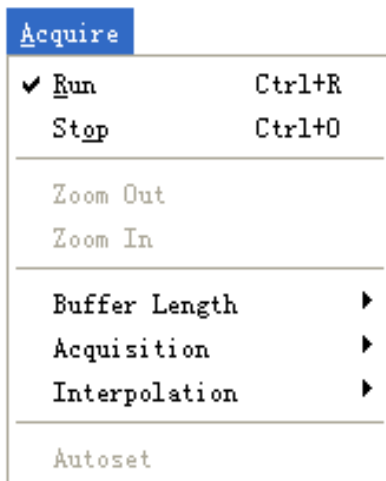 Acquire
Run Ctrl+R
Stop Ctrl+O
Zoom Out
Zoom In
Buffer Length
Acquisition
Interpolation
Autoset